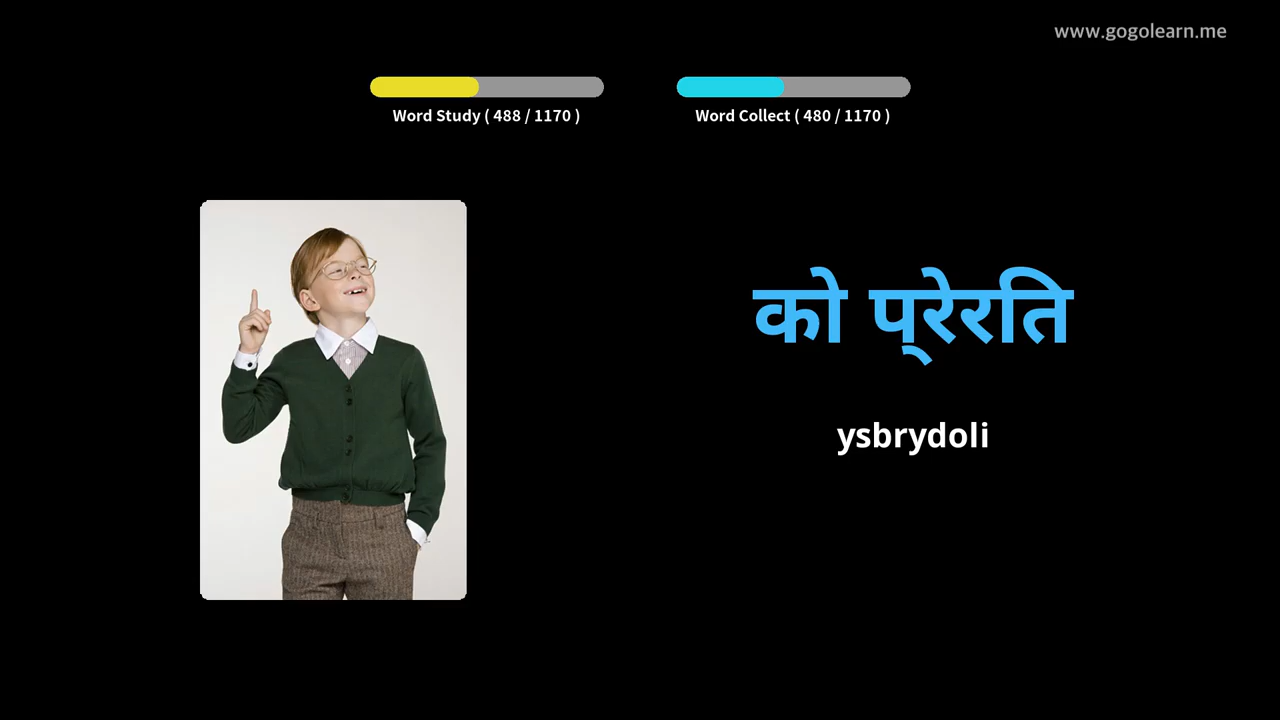 www.gogolearn.me
Word Study ( 488 / 1170 )
Word Collect ( 480 / 1170 )
को प्रेरति
ysbrydoli